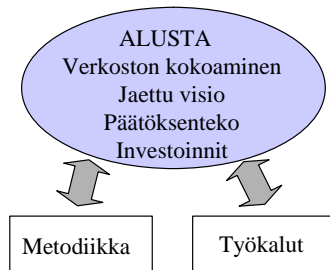 ALUSTA
Verkoston kokoaminen
Jaettu visio
Päätöksenteko
Investoinnit
Metodiikka
Työkalut